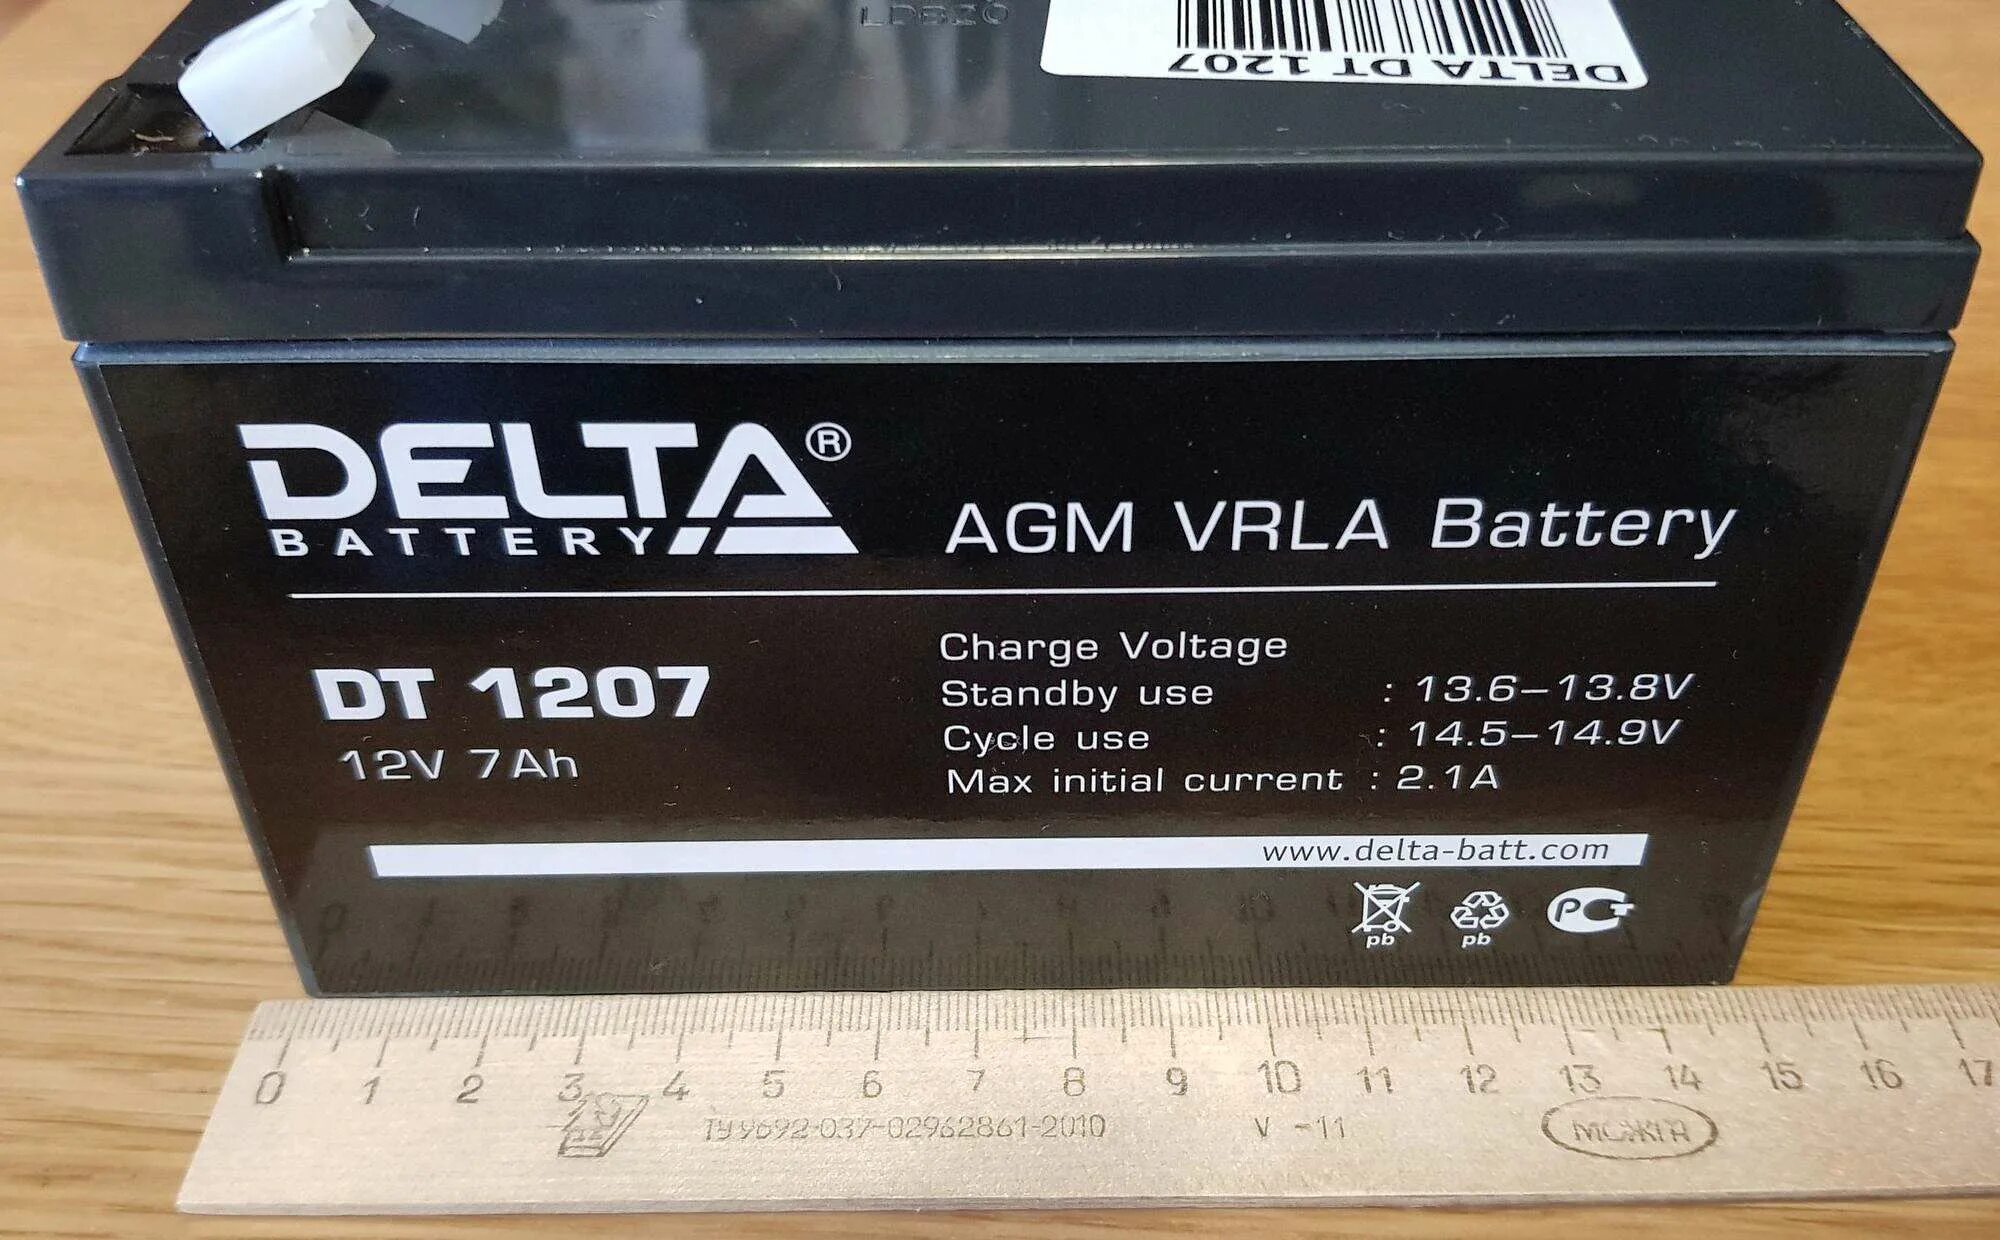 DELTA DT 1207
DELTA®
BATTERY
AGM VRLA Battery
DT 1207
12V 7Ah
Charge Voltage
Standby use : 13.6–13.8V
Cycle use : 14.5–14.9V
Max initial current : 2.1A
www.delta-batt.com
pb pb РСТ
0 1 2 3 4 5 6 7 8 9 10 11 12 13 14 15 16 17
ТУ9692-037-02962861-2010 V -11 МОЖГА